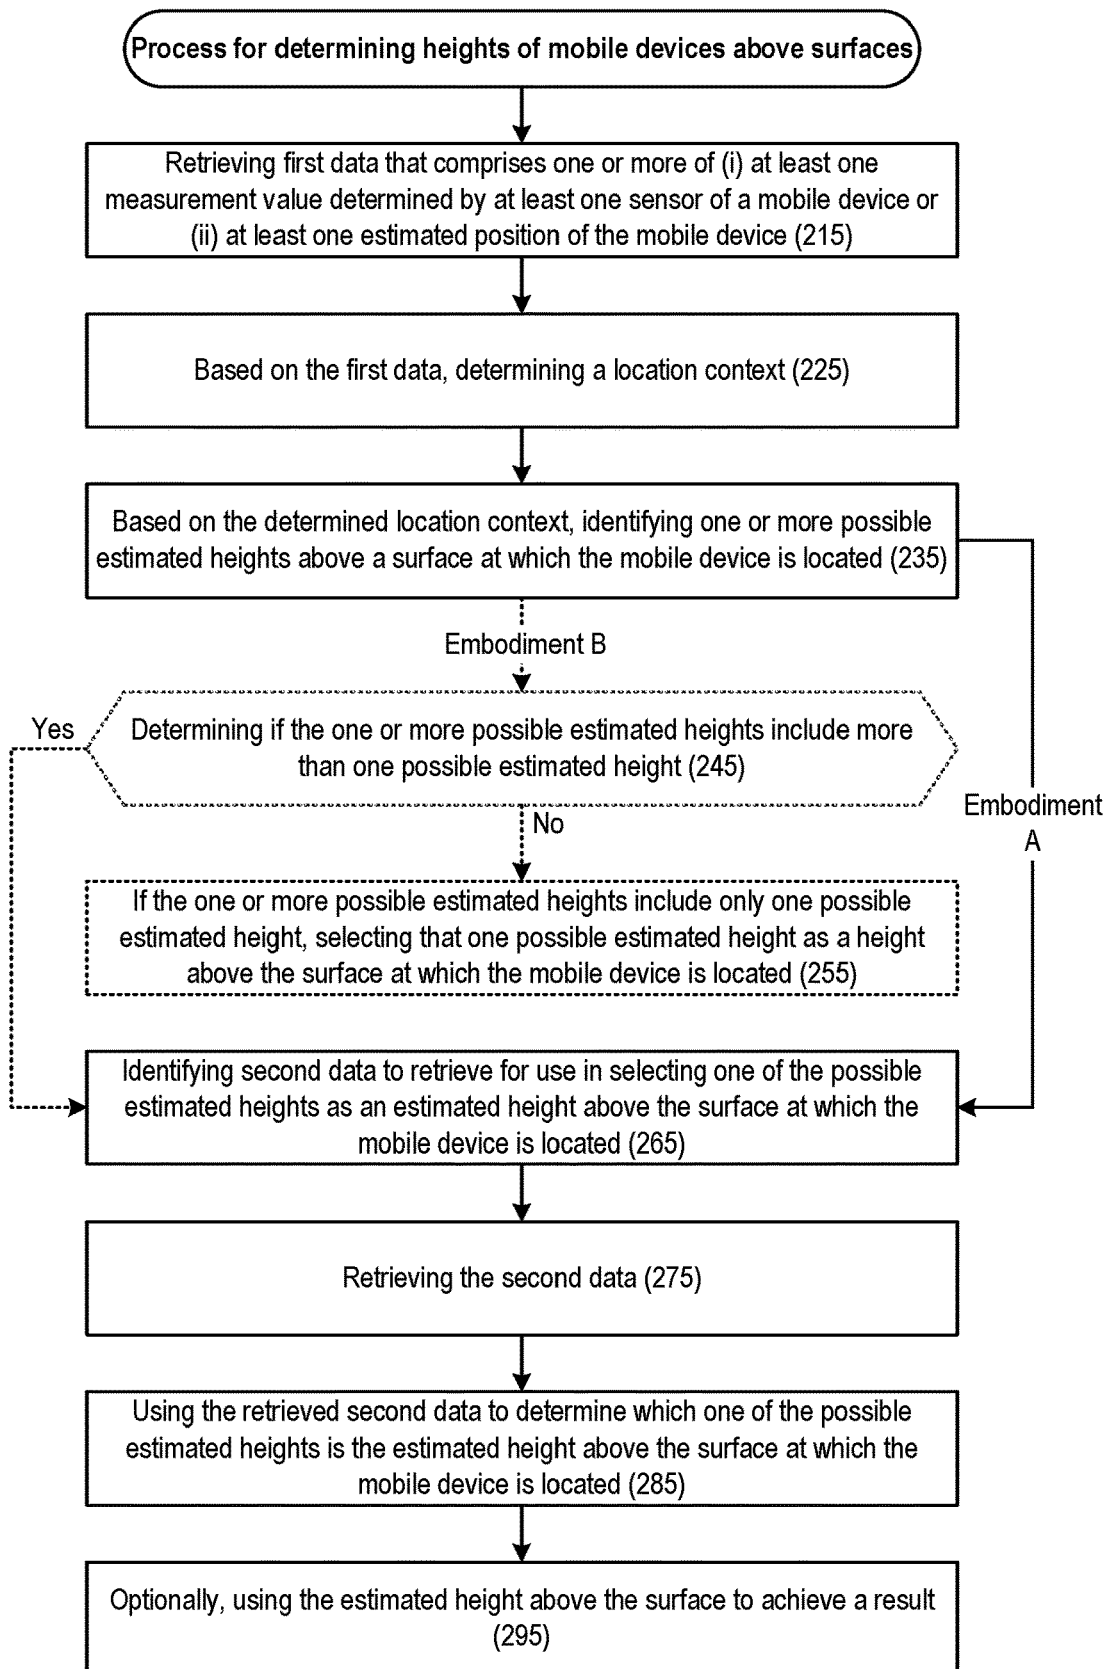 Process for determining heights of mobile devices above surfaces
Retrieving first data that comprises one or more of (i) at least one
measurement value determined by at least one sensor of a mobile device or
(ii) at least one estimated position of the mobile device (215)
Based on the first data, determining a location context (225)
Based on the determined location context, identifying one or more possible
estimated heights above a surface at which the mobile device is located (235)
Embodiment B
Yes
Determining if the one or more possible estimated heights include more
than one possible estimated height (245)
Embodiment
A
No
If the one or more possible estimated heights include only one possible
estimated height, selecting that one possible estimated height as a height
above the surface at which the mobile device is located (255)
Identifying second data to retrieve for use in selecting one of the possible
estimated heights as an estimated height above the surface at which the
mobile device is located (265)
Retrieving the second data (275)
Using the retrieved second data to determine which one of the possible
estimated heights is the estimated height above the surface at which the
mobile device is located (285)
Optionally, using the estimated height above the surface to achieve a result
(295)